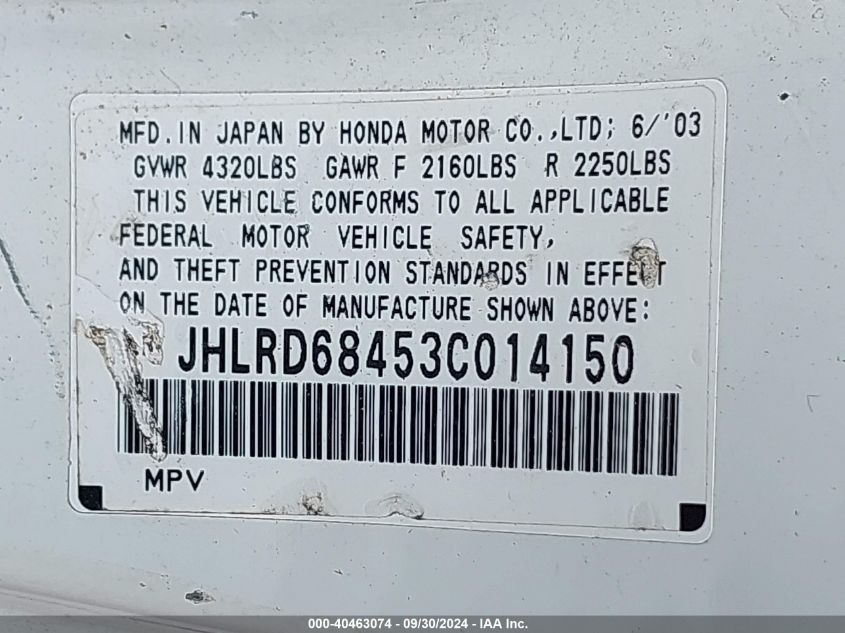 MFD. IN JAPAN BY HONDA MOTOR CO.,LTD; 6/'03
GVWR 4320LBS GAWR F 2160LBS R 2250LBS
THIS VEHICLE CONFORMS TO ALL APPLICABLE
FEDERAL MOTOR VEHICLE SAFETY,
AND THEFT PREVENTION STANDARDS IN EFFECT
ON THE DATE OF MANUFACTURE SHOWN ABOVE:
JHLRD68453C014150
MPV
000-40463074 - 09/30/2024 - IAA Inc.